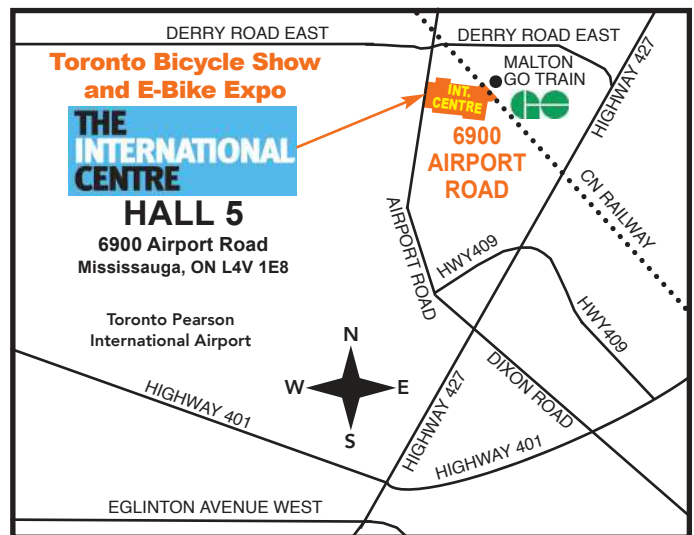 DERRY ROAD EAST
DERRY ROAD EAST
Toronto Bicycle Show
and E-Bike Expo
THE
INTERNATIONAL
CENTRE
HALL 5
6900 Airport Road
Mississauga, ON L4V 1E8
INT.
CENTRE
6900
AIRPORT
ROAD
MALTON
GO TRAIN
GO
HIGHWAY 427
CN RAILWAY
AIRPORT ROAD
HWY409
HWY409
Toronto Pearson
International Airport
N
W
E
S
DIXON ROAD
HIGHWAY 427
HIGHWAY 401
HIGHWAY 401
EGLINTON AVENUE WEST